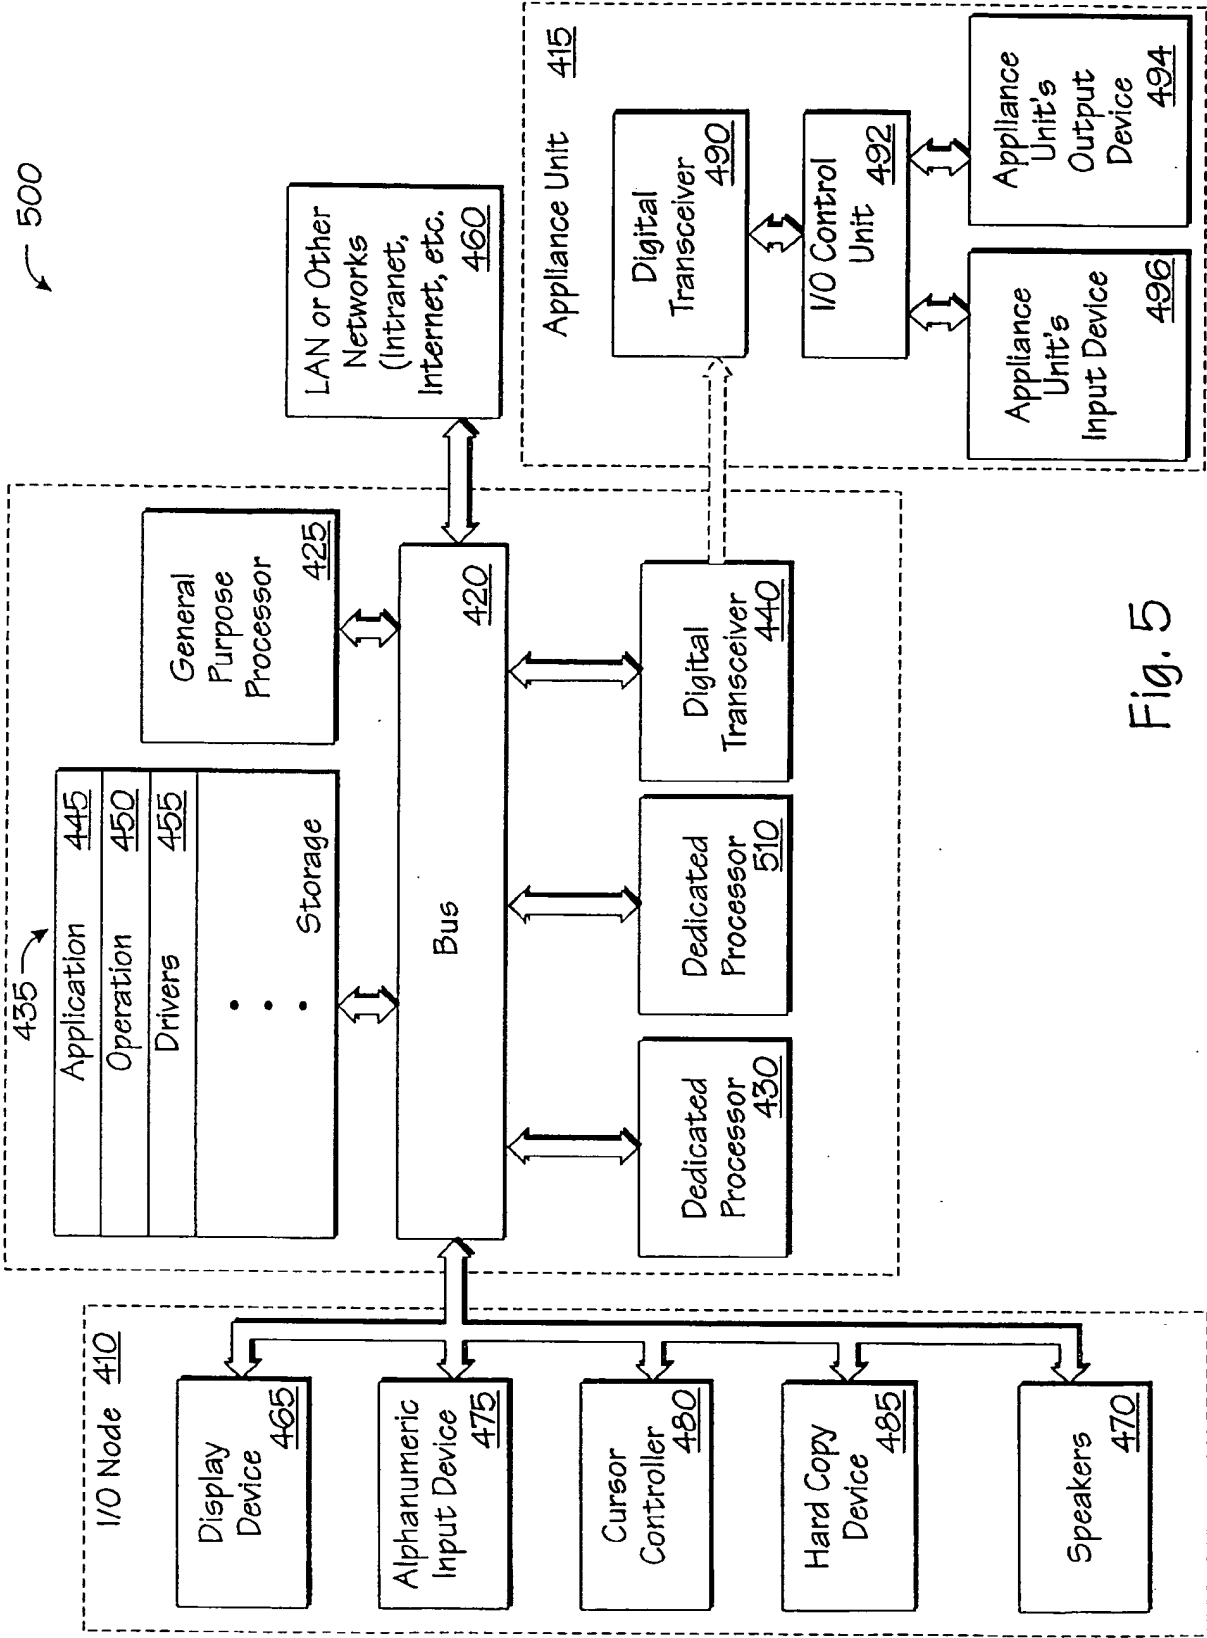 500
435
Application 445
Operation 450
Drivers 455
Storage
General
Purpose
Processor
425
LAN or Other
Networks
(Intranet,
Internet, etc.
460
Bus
420
Dedicated
Processor
430
Dedicated
Processor
510
Digital
Transceiver
440
I/O Node 410
Display
Device
465
Alphanumeric
Input Device
475
Cursor
Controller
480
Hard Copy
Device
485
Speakers
470
Appliance Unit 415
Digital
Transceiver
490
I/O Control
Unit
492
Appliance
Unit's
Input Device
496
Appliance
Unit's
Output
Device
494
Fig. 5